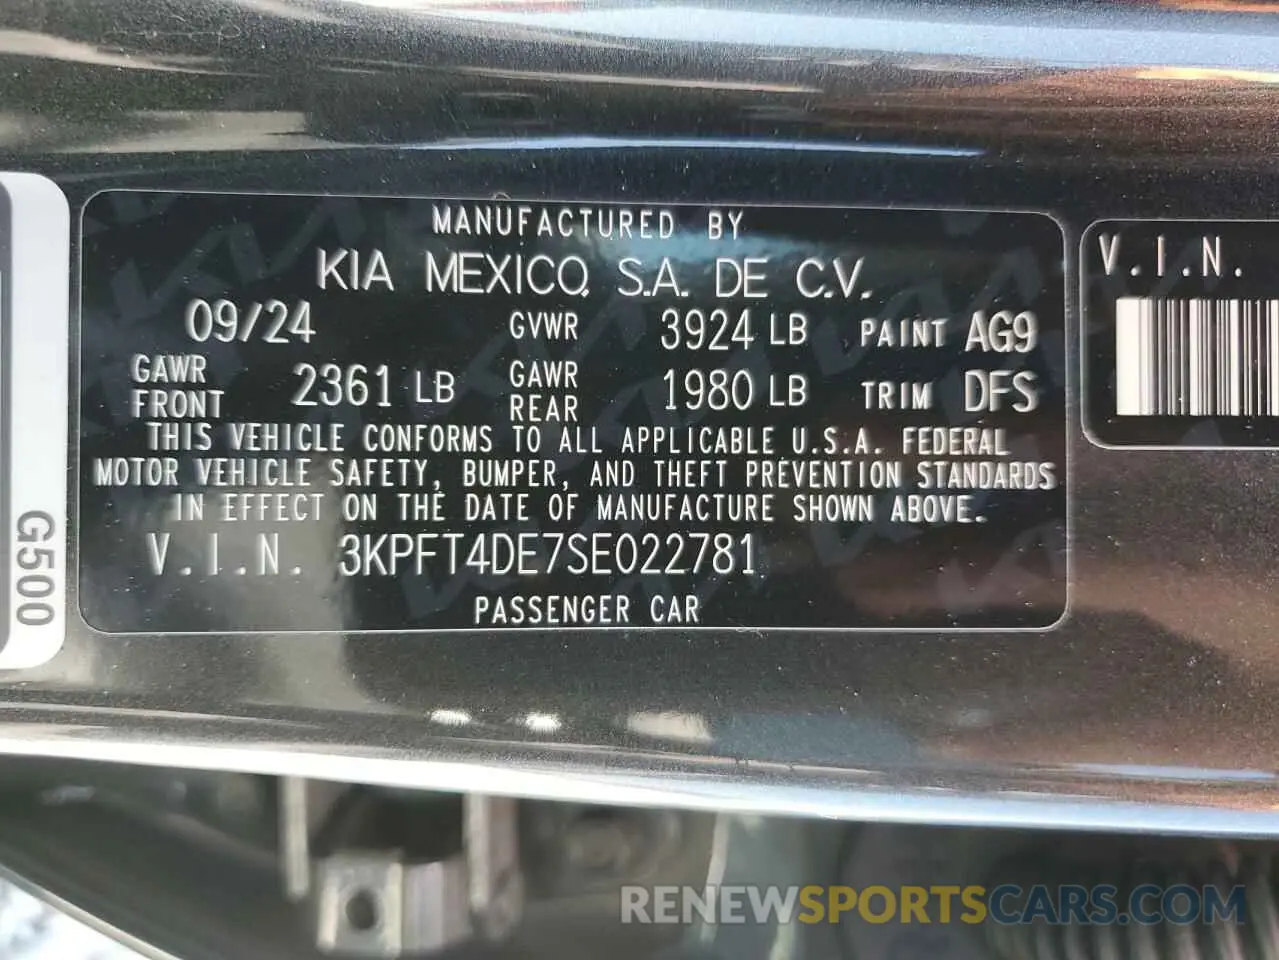 MANUFACTURED BY
KIA MEXICO, S.A. DE C.V.
09/24 GVWR 3924 LB PAINT AG9
GAWR FRONT 2361 LB GAWR REAR 1980 LB TRIM DFS
THIS VEHICLE CONFORMS TO ALL APPLICABLE U.S.A. FEDERAL
MOTOR VEHICLE SAFETY, BUMPER, AND THEFT PREVENTION STANDARDS
IN EFFECT ON THE DATE OF MANUFACTURE SHOWN ABOVE.
V.I.N. 3KPFT4DE7SE022781
PASSENGER CAR
V.I.N.
G500
RENEWSPORTSCARS.COM